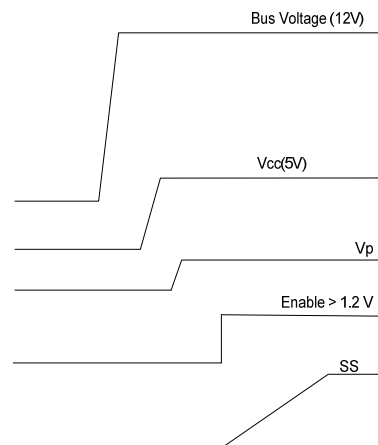 Bus Voltage (12V)
Vcc(5V)
Vp
Enable > 1.2 V
SS